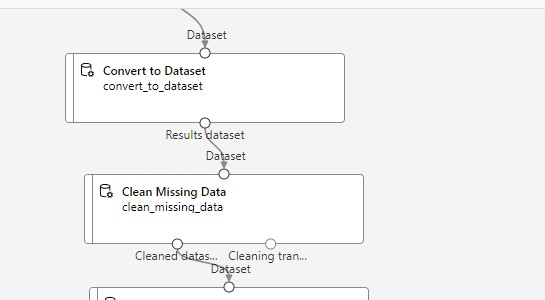 Dataset
Convert to Dataset
convert_to_dataset
Results dataset
Dataset
Clean Missing Data
clean_missing_data
Cleaned datas... Cleaning tran...
Dataset